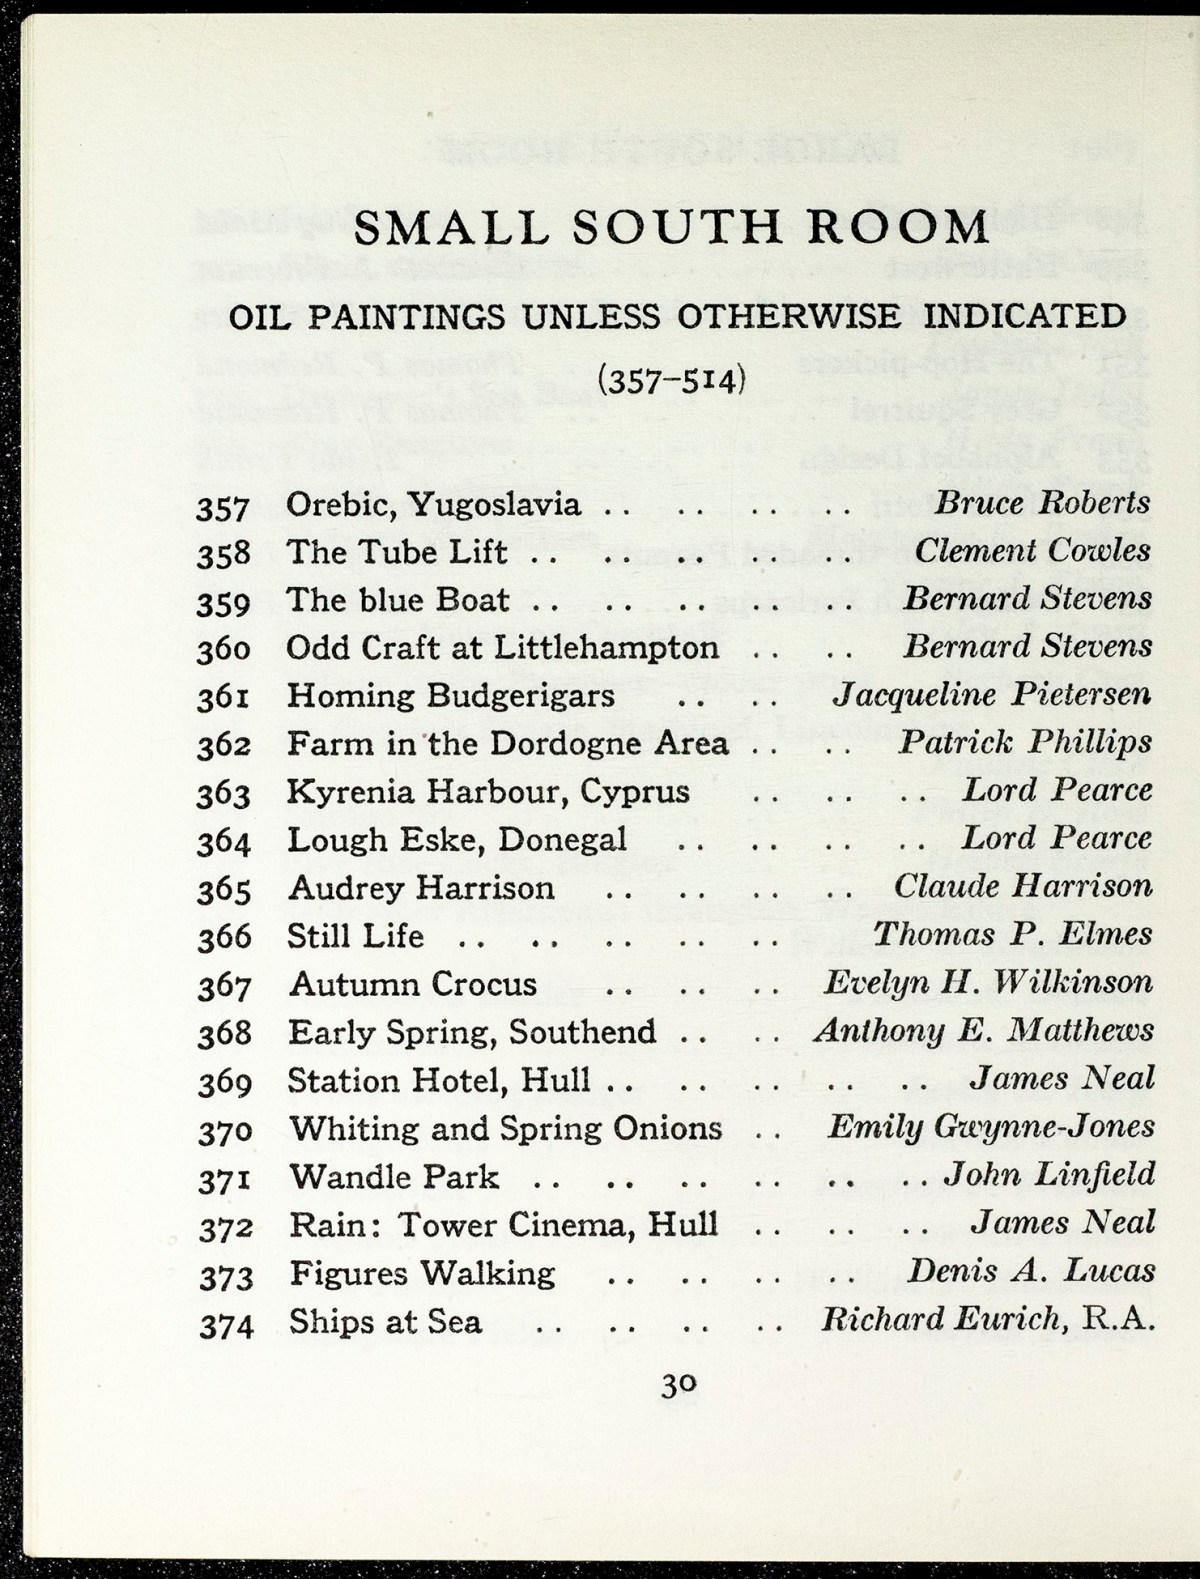 SMALL SOUTH ROOM
OIL PAINTINGS UNLESS OTHERWISE INDICATED
(357–514)
357 Orebic, Yugoslavia .. .. .. .. Bruce Roberts
358 The Tube Lift .. .. .. .. .. Clement Cowles
359 The blue Boat .. .. .. .. .. Bernard Stevens
360 Odd Craft at Littlehampton .. .. Bernard Stevens
361 Homing Budgerigars .. .. Jacqueline Pietersen
362 Farm in the Dordogne Area .. .. Patrick Phillips
363 Kyrenia Harbour, Cyprus .. .. .. Lord Pearce
364 Lough Eske, Donegal .. .. .. .. Lord Pearce
365 Audrey Harrison .. .. .. .. Claude Harrison
366 Still Life .. .. .. .. .. Thomas P. Elmes
367 Autumn Crocus .. .. .. Evelyn H. Wilkinson
368 Early Spring, Southend .. .. Anthony E. Matthews
369 Station Hotel, Hull .. .. .. .. .. James Neal
370 Whiting and Spring Onions .. Emily Gwynne-Jones
371 Wandle Park .. .. .. .. .. .. John Linfield
372 Rain: Tower Cinema, Hull .. .. .. James Neal
373 Figures Walking .. .. .. .. Denis A. Lucas
374 Ships at Sea .. .. .. .. Richard Eurich, R.A.
30